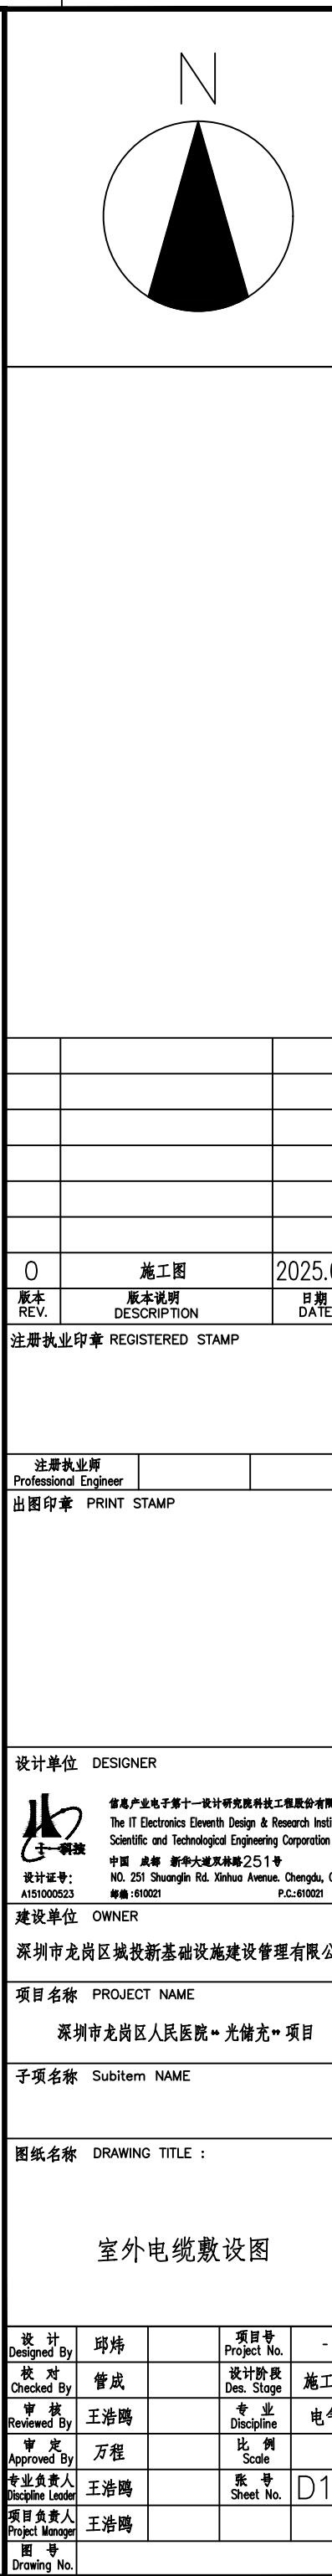 N
0 施工图 2025.
版本 版本说明 日期
REV. DESCRIPTION DATE
注册执业印章 REGISTERED STAMP
注册执业师
Professional Engineer
出图印章 PRINT STAMP
设计单位 DESIGNER
十一科技
信息产业电子第十一设计研究院科技工程股份有限
The IT Electronics Eleventh Design & Research Insti
Scientific and Technological Engineering Corporation
中国 成都 新华大道双林路251号
设计证号: NO. 251 Shuanglin Rd. Xinhua Avenue. Chengdu,
A151000523 邮编:610021 P.C.:610021
建设单位 OWNER
深圳市龙岗区城投新基础设施建设管理有限公
项目名称 PROJECT NAME
深圳市龙岗区人民医院“光储充”项目
子项名称 Subitem NAME
图纸名称 DRAWING TITLE :
室外电缆敷设图
设 计 邱炜 项目号 -
Designed By Project No.
校 对 管成 设计阶段 施工
Checked By Des. Stage
审 核 王浩鸥 专 业 电
Reviewed By Discipline
审 定 万程 比 例
Approved By Scale
专业负责人 王浩鸥 张 号 D1
Discipline Leader Sheet No.
项目负责人 王浩鸥
Project Manager
图 号
Drawing No.